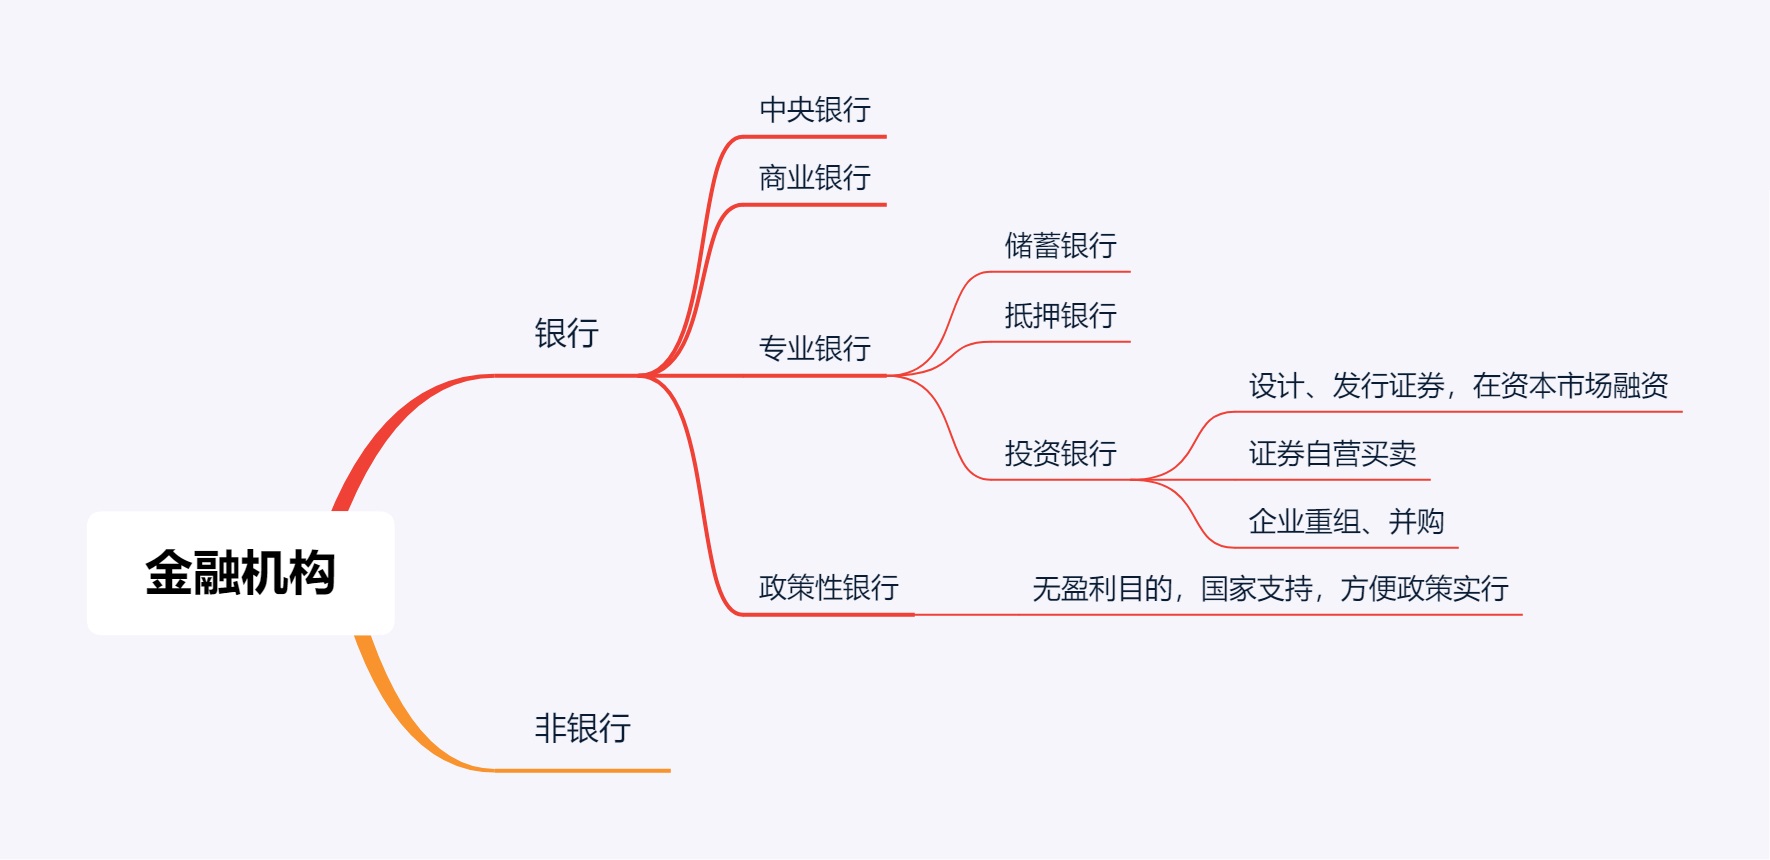 金融机构
银行
中央银行
商业银行
专业银行
储蓄银行
抵押银行
投资银行
设计、发行证券，在资本市场融资
证券自营买卖
企业重组、并购
政策性银行
无盈利目的，国家支持，方便政策实行
非银行